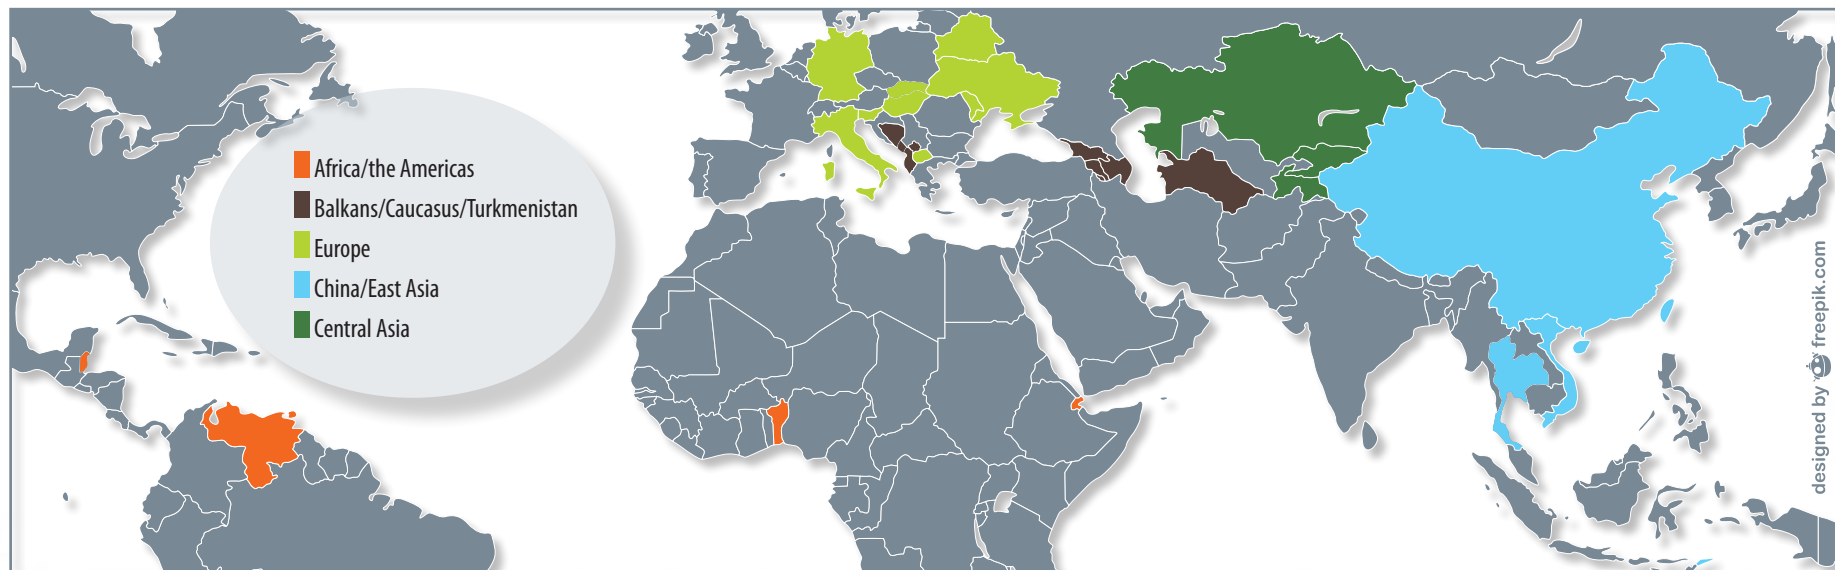 Africa/the Americas
Balkans/Caucasus/Turkmenistan
Europe
China/East Asia
Central Asia
designed by freepik.com